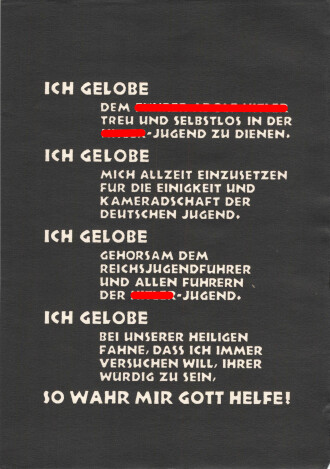 ICH GELOBE
DEM
TREU UND SELBSTLOS IN DER
-JUGEND ZU DIENEN.
ICH GELOBE
MICH ALLZEIT EINZUSETZEN
FUR DIE EINIGKEIT UND
KAMERADSCHAFT DER
DEUTSCHEN JUGEND.
ICH GELOBE
GEHORSAM DEM
REICHSJUGENDFUHRER
UND ALLEN FUHRERN
DER -JUGEND.
ICH GELOBE
BEI UNSERER HEILIGEN
FAHNE, DASS ICH IMMER
VERSUCHEN WILL, IHRER
WURDIG ZU SEIN,
SO WAHR MIR GOTT HELFE!